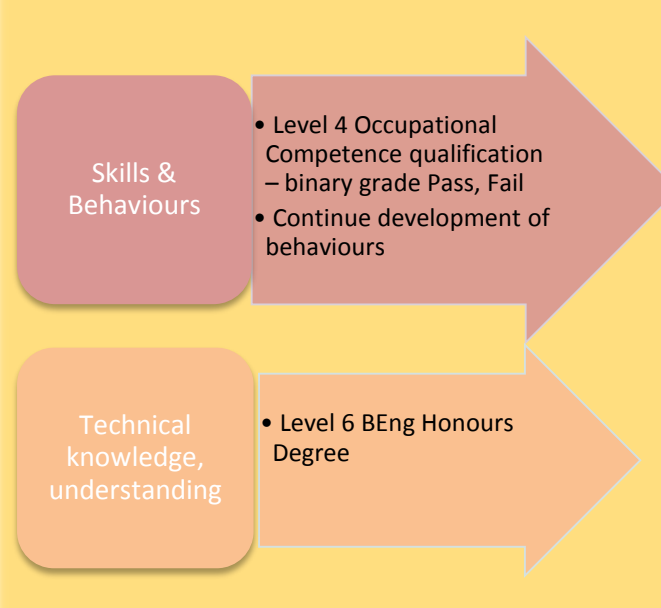 Skills &
Behaviours
• Level 4 Occupational
Competence qualification
– binary grade Pass, Fail
• Continue development of
behaviours
Technical
knowledge,
understanding
• Level 6 BEng Honours
Degree